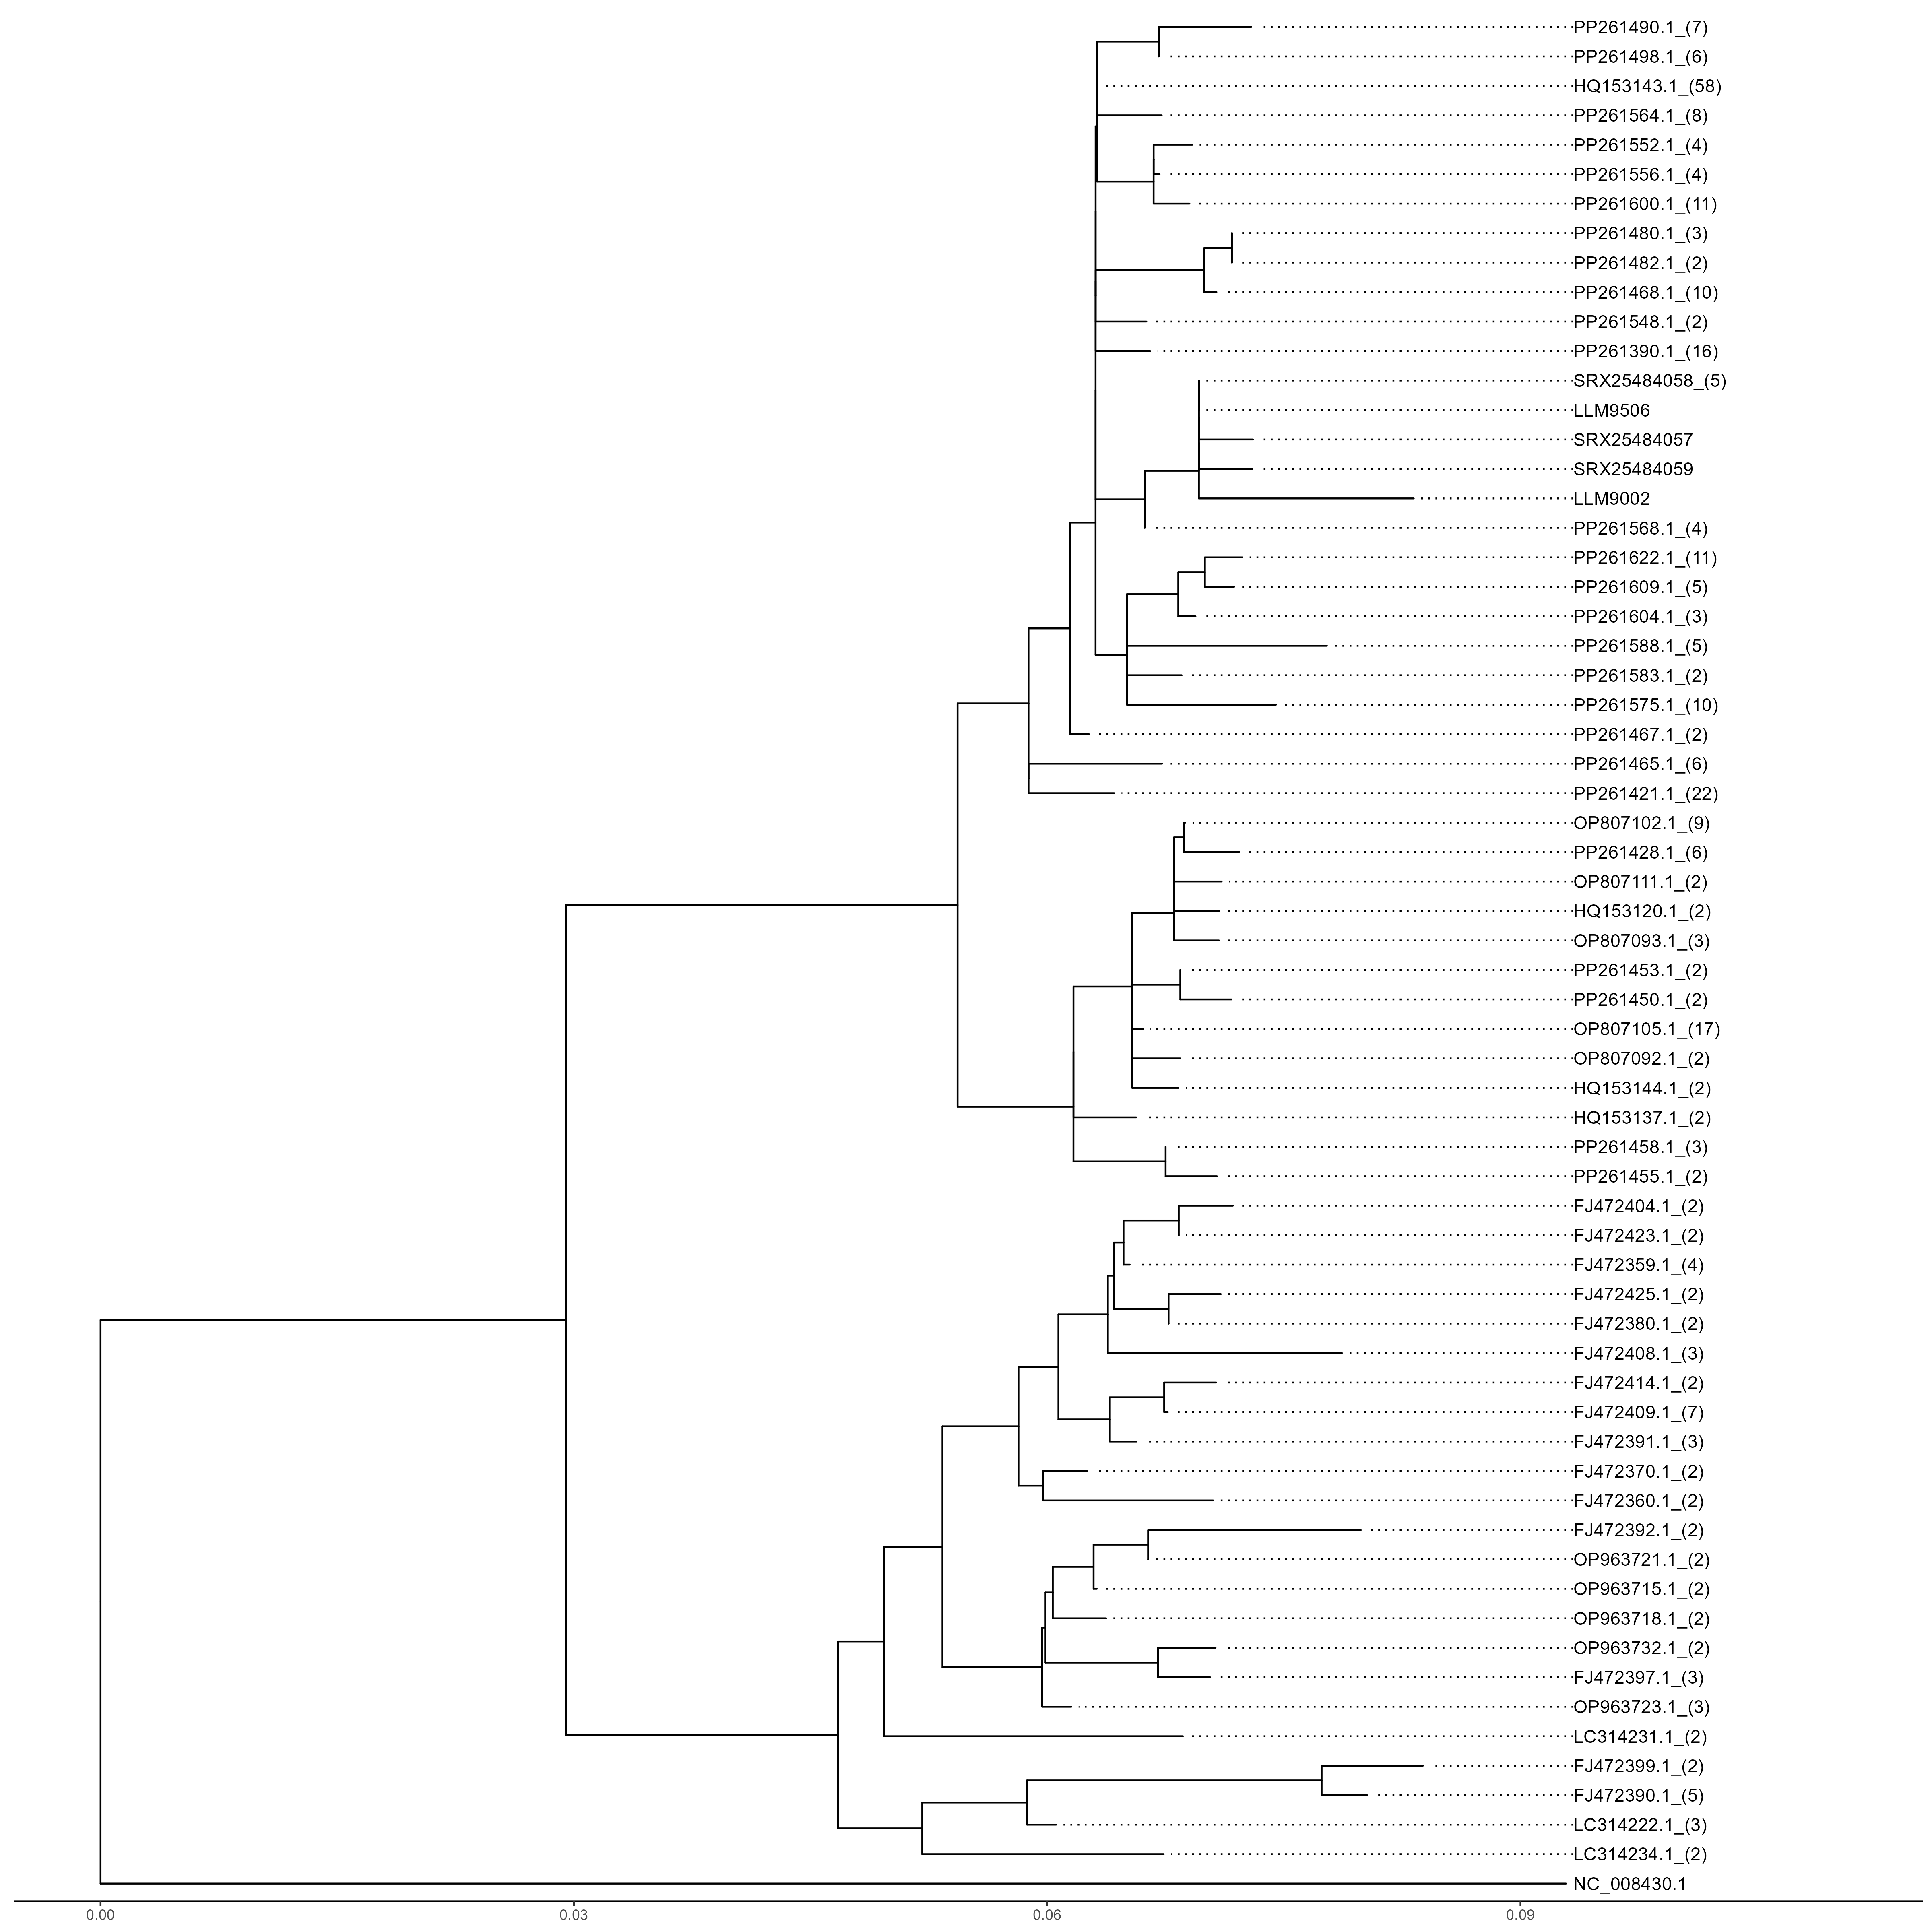 PP261490.1_(7)
PP261498.1_(6)
HQ153143.1_(58)
PP261564.1_(8)
PP261552.1_(4)
PP261556.1_(4)
PP261600.1_(11)
PP261480.1_(3)
PP261482.1_(2)
PP261468.1_(10)
PP261548.1_(2)
PP261390.1_(16)
SRX25484058_(5)
LLM9506
SRX25484057
SRX25484059
LLM9002
PP261568.1_(4)
PP261622.1_(11)
PP261609.1_(5)
PP261604.1_(3)
PP261588.1_(5)
PP261583.1_(2)
PP261575.1_(10)
PP261467.1_(2)
PP261465.1_(6)
PP261421.1_(22)
OP807102.1_(9)
PP261428.1_(6)
OP807111.1_(2)
HQ153120.1_(2)
OP807093.1_(3)
PP261453.1_(2)
PP261450.1_(2)
OP807105.1_(17)
OP807092.1_(2)
HQ153144.1_(2)
HQ153137.1_(2)
PP261458.1_(3)
PP261455.1_(2)
FJ472404.1_(2)
FJ472423.1_(2)
FJ472359.1_(4)
FJ472425.1_(2)
FJ472380.1_(2)
FJ472408.1_(3)
FJ472414.1_(2)
FJ472409.1_(7)
FJ472391.1_(3)
FJ472370.1_(2)
FJ472360.1_(2)
FJ472392.1_(2)
OP963721.1_(2)
OP963715.1_(2)
OP963718.1_(2)
OP963732.1_(2)
FJ472397.1_(3)
OP963723.1_(3)
LC314231.1_(2)
FJ472399.1_(2)
FJ472390.1_(5)
LC314222.1_(3)
LC314234.1_(2)
NC_008430.1
0.00 0.03 0.06 0.09